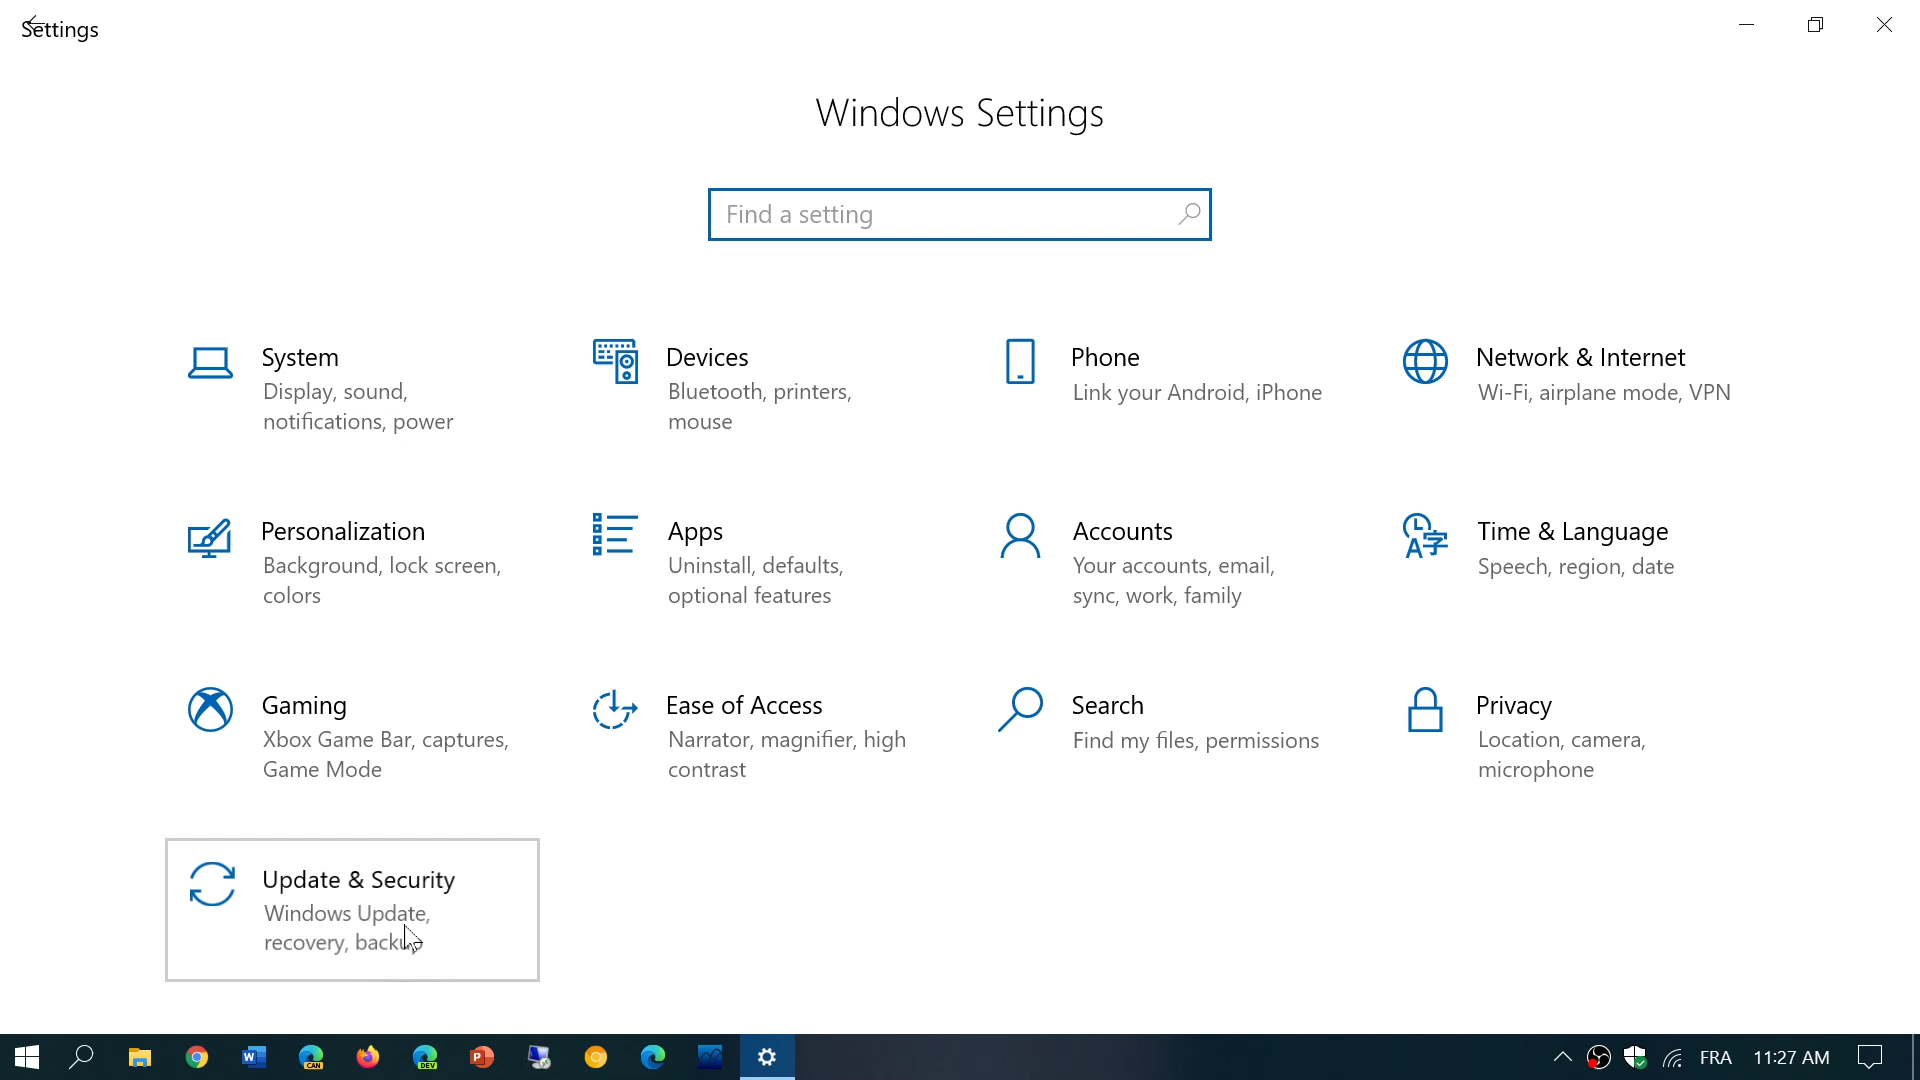 Settings
Windows Settings
Find a setting
System
Display, sound,
notifications, power
Devices
Bluetooth, printers,
mouse
Phone
Link your Android, iPhone
Network & Internet
Wi-Fi, airplane mode, VPN
Personalization
Background, lock screen,
colors
Apps
Uninstall, defaults,
optional features
Accounts
Your accounts, email,
sync, work, family
Time & Language
Speech, region, date
Gaming
Xbox Game Bar, captures,
Game Mode
Ease of Access
Narrator, magnifier, high
contrast
Search
Find my files, permissions
Privacy
Location, camera,
microphone
Update & Security
Windows Update,
recovery, backup
W
CAN
DEV
P
FRA
11:27 AM